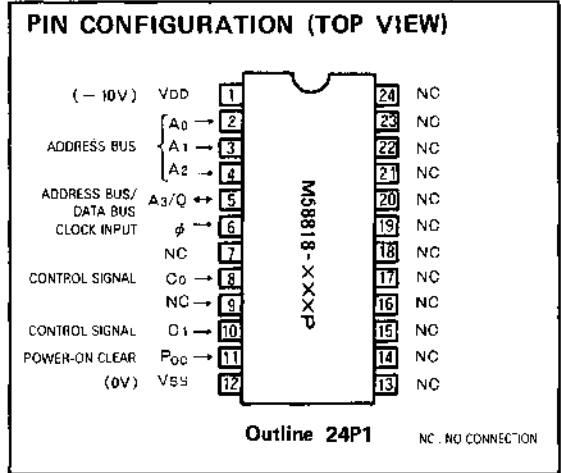 PIN CONFIGURATION (TOP VIEW)
(-10V) VDD 1 24 NC
A0 → 2 23 NC
ADDRESS BUS A1 → 3 22 NC
A2 → 4 21 NC
ADDRESS BUS/ DATA BUS A3/Q ↔ 5 20 NC
CLOCK INPUT φ → 6 19 NC
NC 7 18 NC
CONTROL SIGNAL C0 → 8 17 NC
NC → 9 16 NC
CONTROL SIGNAL C1 → 10 15 NC
POWER-ON CLEAR POC → 11 14 NC
(0V) VSS 12 13 NC
M58818-XXXP
Outline 24P1
NC : NO CONNECTION